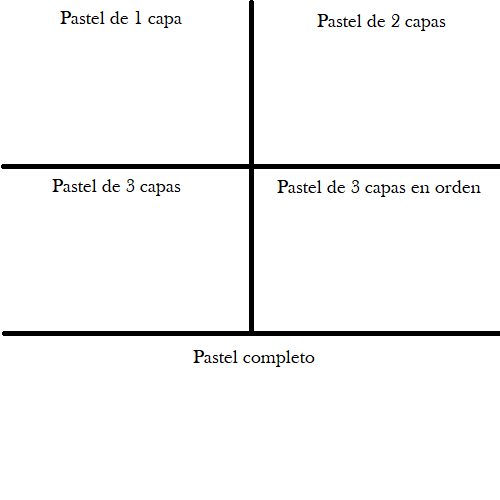 Pastel de 1 capa
Pastel de 2 capas
Pastel de 3 capas
Pastel de 3 capas en orden
Pastel completo